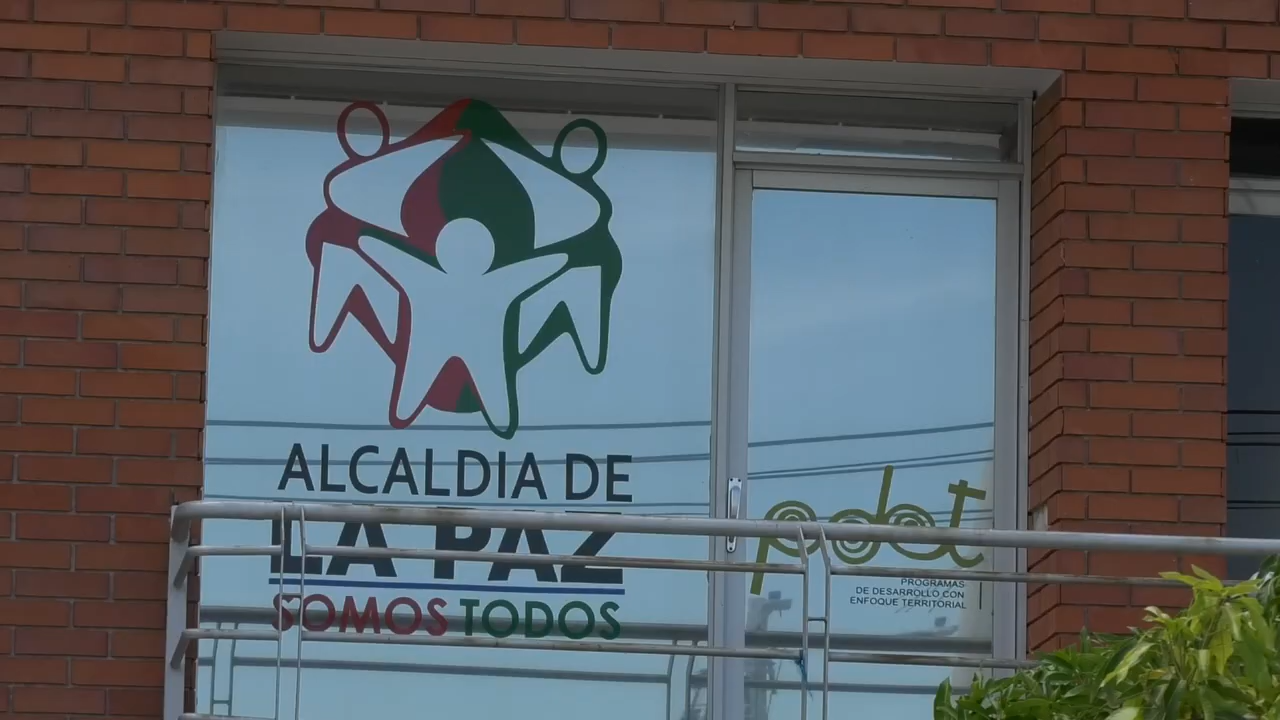 ALCALDIA DE
LA PAZ
SOMOS TODOS
pdet
PROGRAMAS
DE DESARROLLO CON
ENFOQUE TERRITORIAL